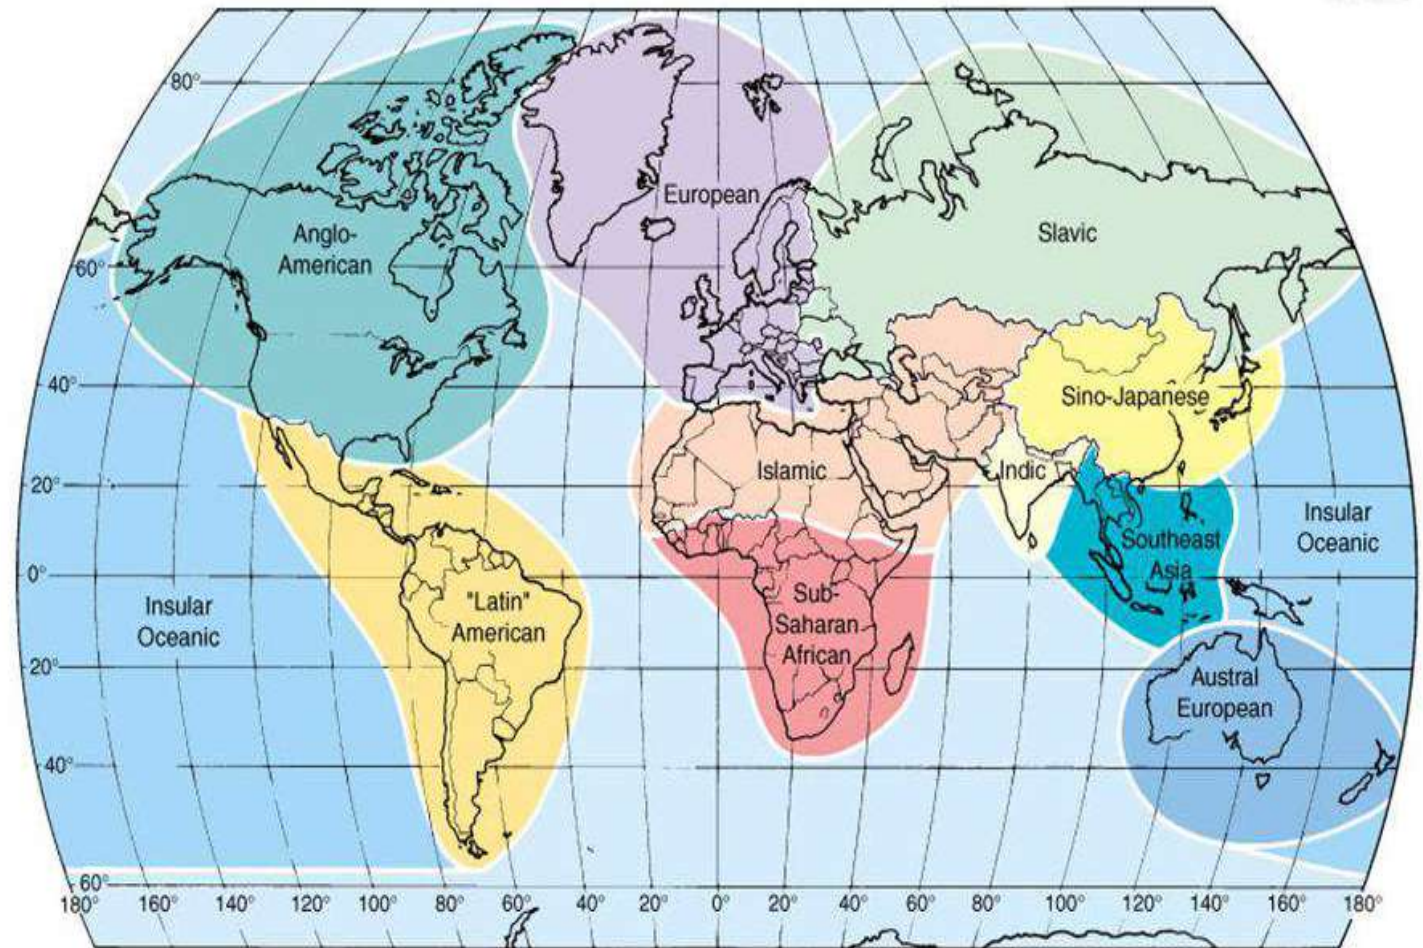 80°
European
Anglo-
American
Slavic
60°
40°
Sino-Japanese
Islamic
Indic
20°
Insular
Oceanic
Southeast
Asia
0°
"Latin"
American
Sub-
Saharan
African
Insular
Oceanic
20°
Austral
European
40°
60°
180° 160° 140° 120° 100° 80° 60° 40° 20° 0° 20° 40° 60° 80° 100° 120° 140° 160° 180°